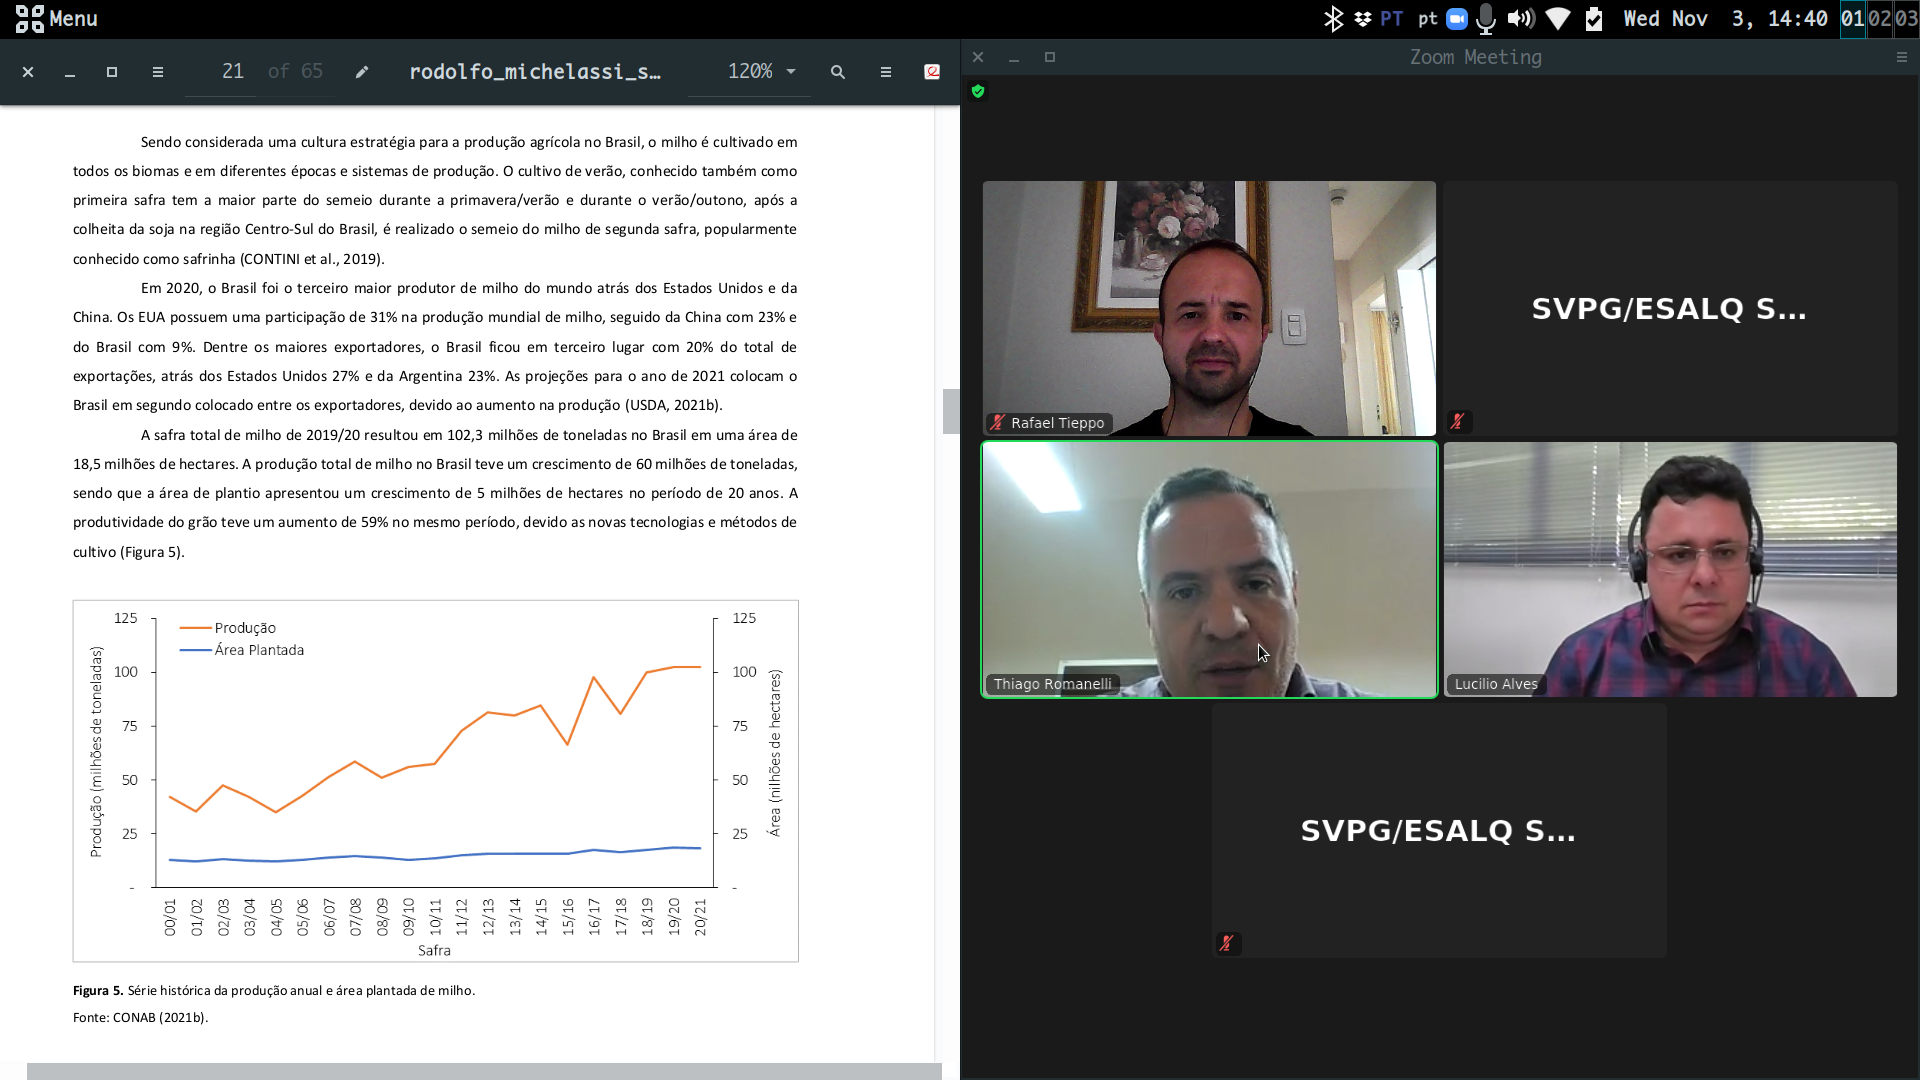 Menu
PT pt Wed Nov 3, 14:40 01 02 03
21 of 65 rodolfo_michelassi_s... 120%
Zoom Meeting
Sendo considerada uma cultura estratégia para a produção agrícola no Brasil, o milho é cultivado em
todos os biomas e em diferentes épocas e sistemas de produção. O cultivo de verão, conhecido também como
primeira safra tem a maior parte do semeio durante a primavera/verão e durante o verão/outono, após a
colheita da soja na região Centro-Sul do Brasil, é realizado o semeio do milho de segunda safra, popularmente
conhecido como safrinha (CONTINI et al., 2019).
Em 2020, o Brasil foi o terceiro maior produtor de milho do mundo atrás dos Estados Unidos e da
China. Os EUA possuem uma participação de 31% na produção mundial de milho, seguido da China com 23% e
do Brasil com 9%. Dentre os maiores exportadores, o Brasil ficou em terceiro lugar com 20% do total de
exportações, atrás dos Estados Unidos 27% e da Argentina 23%. As projeções para o ano de 2021 colocam o
Brasil em segundo colocado entre os exportadores, devido ao aumento na produção (USDA, 2021b).
A safra total de milho de 2019/20 resultou em 102,3 milhões de toneladas no Brasil em uma área de
18,5 milhões de hectares. A produção total de milho no Brasil teve um crescimento de 60 milhões de toneladas,
sendo que a área de plantio apresentou um crescimento de 5 milhões de hectares no período de 20 anos. A
produtividade do grão teve um aumento de 59% no mesmo período, devido as novas tecnologias e métodos de
cultivo (Figura 5).
Produção (milhões de toneladas)
125
100
75
50
25
-
Produção
Área Plantada
125
100
75
50
25
-
Área (nilhões de hectares)
00/01 01/02 02/03 03/04 04/05 05/06 06/07 07/08 08/09 09/10 10/11 11/12 12/13 13/14 14/15 15/16 16/17 17/18 18/19 19/20 20/21
Safra
Figura 5. Série histórica da produção anual e área plantada de milho.
Fonte: CONAB (2021b).
Rafael Tieppo
SVPG/ESALQ S...
Thiago Romanelli
Lucilio Alves
SVPG/ESALQ S...